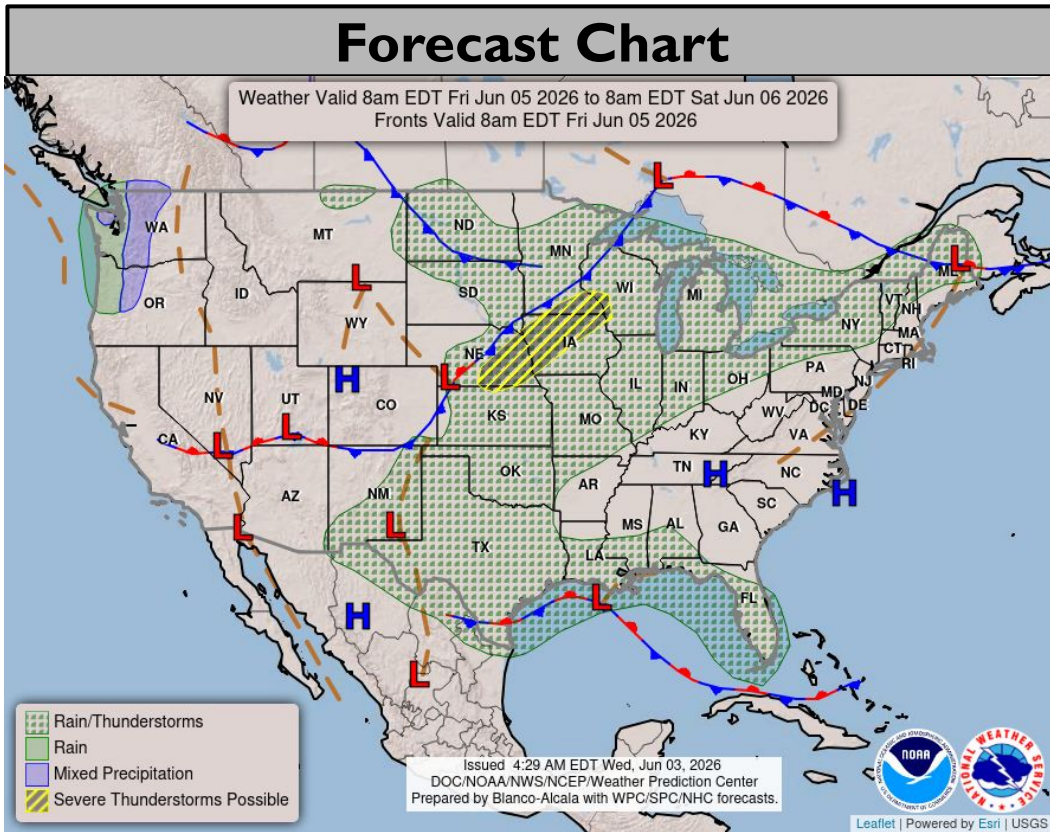 Forecast Chart
Weather Valid 8am EDT Fri Jun 05 2026 to 8am EDT Sat Jun 06 2026
Fronts Valid 8am EDT Fri Jun 05 2026
L
WA
MT
ND
MN
L
ME
OR
ID
L
WY
SD
WI
MI
VT
NH
NY
MA
CT
RI
NE
IA
L
PA
NJ
H
NV
UT
CO
IL
IN
OH
MD
DE
DC
WV
VA
KS
MO
KY
CA
L
L
TN
H
NC
H
AZ
NM
OK
AR
SC
L
L
MS
AL
GA
TX
LA
L
FL
H
L
Rain/Thunderstorms
Rain
Mixed Precipitation
Severe Thunderstorms Possible
Issued 4:29 AM EDT Wed, Jun 03, 2026
DOC/NOAA/NWS/NCEP/Weather Prediction Center
Prepared by Blanco-Alcala with WPC/SPC/NHC forecasts.
NOAA
NATIONAL WEATHER SERVICE
Leaflet | Powered by Esri | USGS